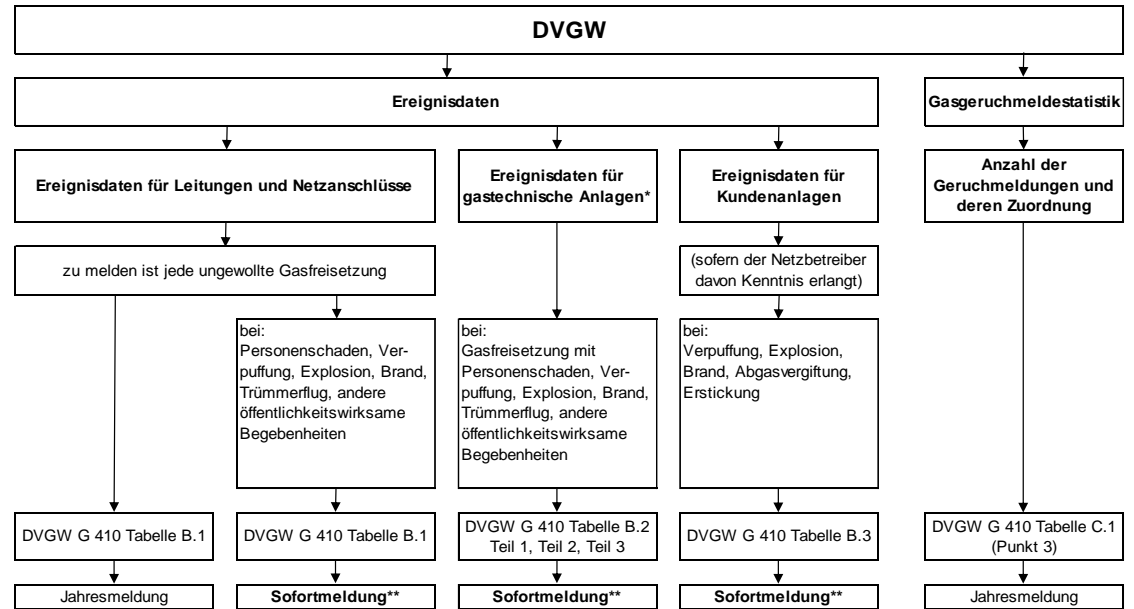 DVGW
Ereignisdaten
Gasgeruchmeldestatistik
Ereignisdaten für Leitungen und Netzanschlüsse
Ereignisdaten für
gastechnische Anlagen*
Ereignisdaten für
Kundenanlagen
Anzahl der
Geruchmeldungen und
deren Zuordnung
zu melden ist jede ungewollte Gasfreisetzung
(sofern der Netzbetreiber
davon Kenntnis erlangt)
bei:
Personenschaden, Ver-
puffung, Explosion, Brand,
Trümmerflug, andere
öffentlichkeitswirksame
Begebenheiten
bei:
Gasfreisetzung mit
Personenschaden, Ver-
puffung, Explosion, Brand,
Trümmerflug, andere
öffentlichkeitswirksame
Begebenheiten
bei:
Verpuffung, Explosion,
Brand, Abgasvergiftung,
Erstickung
DVGW G 410 Tabelle B.1
DVGW G 410 Tabelle B.1
DVGW G 410 Tabelle B.2
Teil 1, Teil 2, Teil 3
DVGW G 410 Tabelle B.3
DVGW G 410 Tabelle C.1
(Punkt 3)
Jahresmeldung
Sofortmeldung**
Sofortmeldung**
Sofortmeldung**
Jahresmeldung